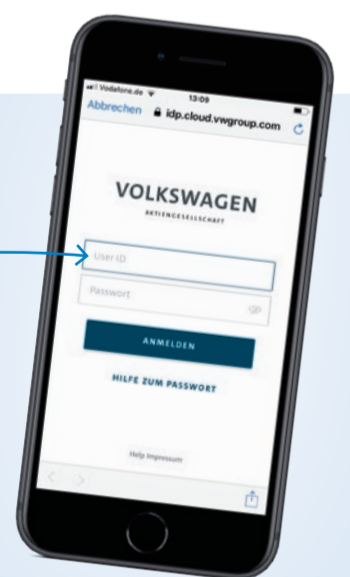 Vodafone.de 13:09
Abbrechen idp.cloud.vwgroup.com
VOLKSWAGEN
AKTIENGESELLSCHAFT
User ID
Passwort
ANMELDEN
HILFE ZUM PASSWORT
Help Impressum